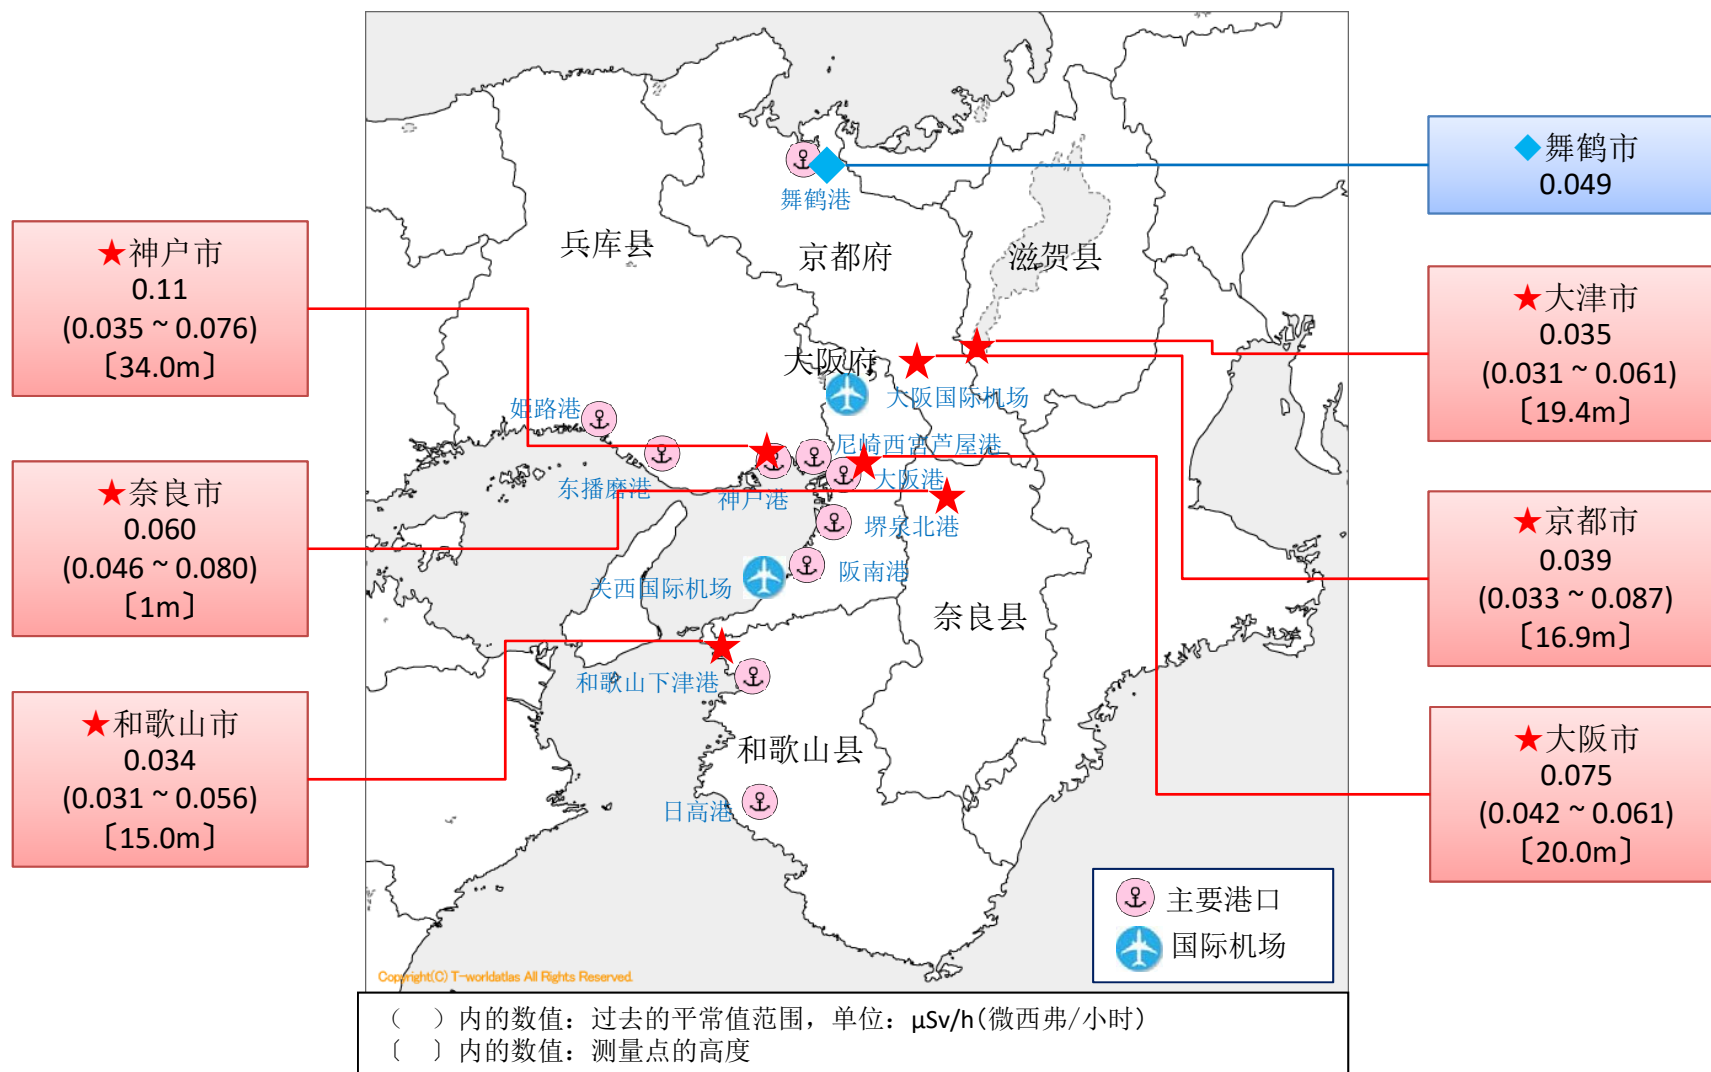 ◆舞鹤市
0.049
★神户市
0.11
(0.035 ~ 0.076)
〔34.0m〕
★大津市
0.035
(0.031 ~ 0.061)
〔19.4m〕
★奈良市
0.060
(0.046 ~ 0.080)
〔1m〕
★京都市
0.039
(0.033 ~ 0.087)
〔16.9m〕
★和歌山市
0.034
(0.031 ~ 0.056)
〔15.0m〕
★大阪市
0.075
(0.042 ~ 0.061)
〔20.0m〕
舞鹤港
兵库县
京都府
滋贺县
大阪府
大阪国际机场
姫路港
尼崎西宫芦屋港
东播磨港
神户港
大阪港
堺泉北港
阪南港
关西国际机场
奈良县
和歌山下津港
和歌山县
日高港
主要港口
国际机场
Copyright(C) T-worldatlas All Rights Reserved.
（　）内的数值：过去的平常值范围，单位：μSv/h(微西弗/小时)
〔　〕内的数值：测量点的高度